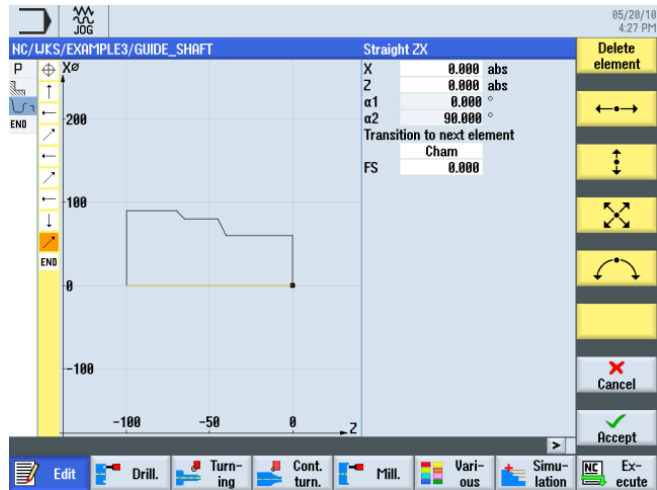 JOG
05/20/10
4:27 PM
NC/WKS/EXAMPLE3/GUIDE_SHAFT
Straight ZX
P
END
END
XØ
200
100
0
-100
-100
-50
0
Z
X 0.000 abs
Z 0.000 abs
α1 0.000 °
α2 90.000 °
Transition to next element
Cham
FS 0.000
Delete
element
Cancel
Accept
>
Edit
Drill.
Turn-
ing
Cont.
turn.
Mill.
Vari-
ous
Simu-
lation
NC
Ex-
ecute